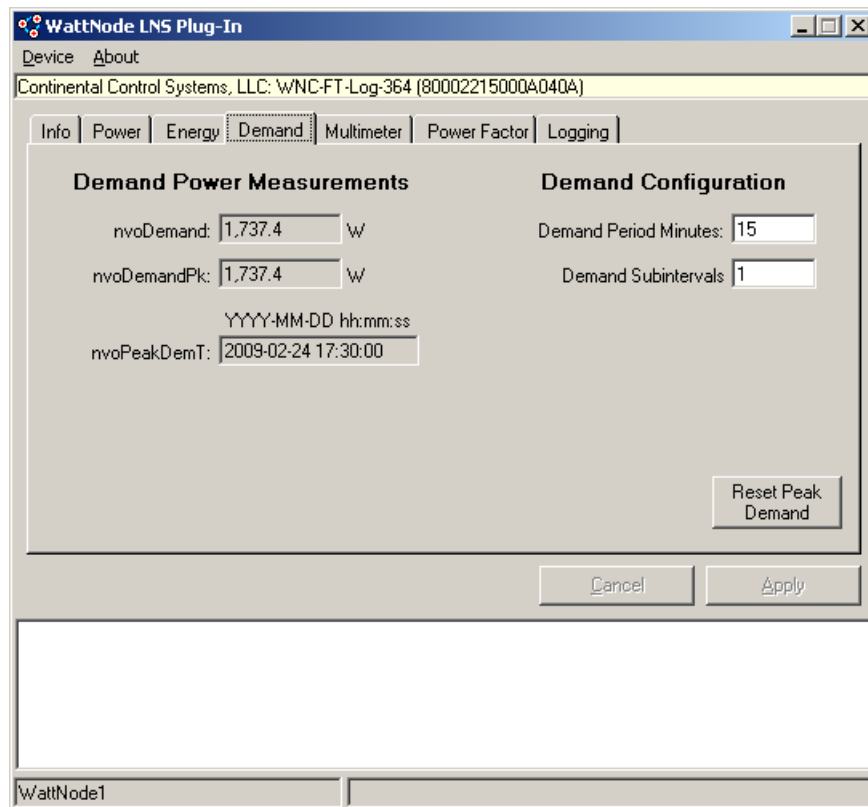 WattNode LNS Plug-In
Device About
Continental Control Systems, LLC: WNC-FT-Log-364 (80002215000A040A)
Info Power Energy Demand Multimeter Power Factor Logging
Demand Power Measurements
nvoDemand: 1,737.4 W
nvoDemandPk: 1,737.4 W
YYYY-MM-DD hh:mm:ss
nvoPeakDemT: 2009-02-24 17:30:00
Demand Configuration
Demand Period Minutes: 15
Demand Subintervals 1
Reset Peak
Demand
Cancel Apply
WattNode1